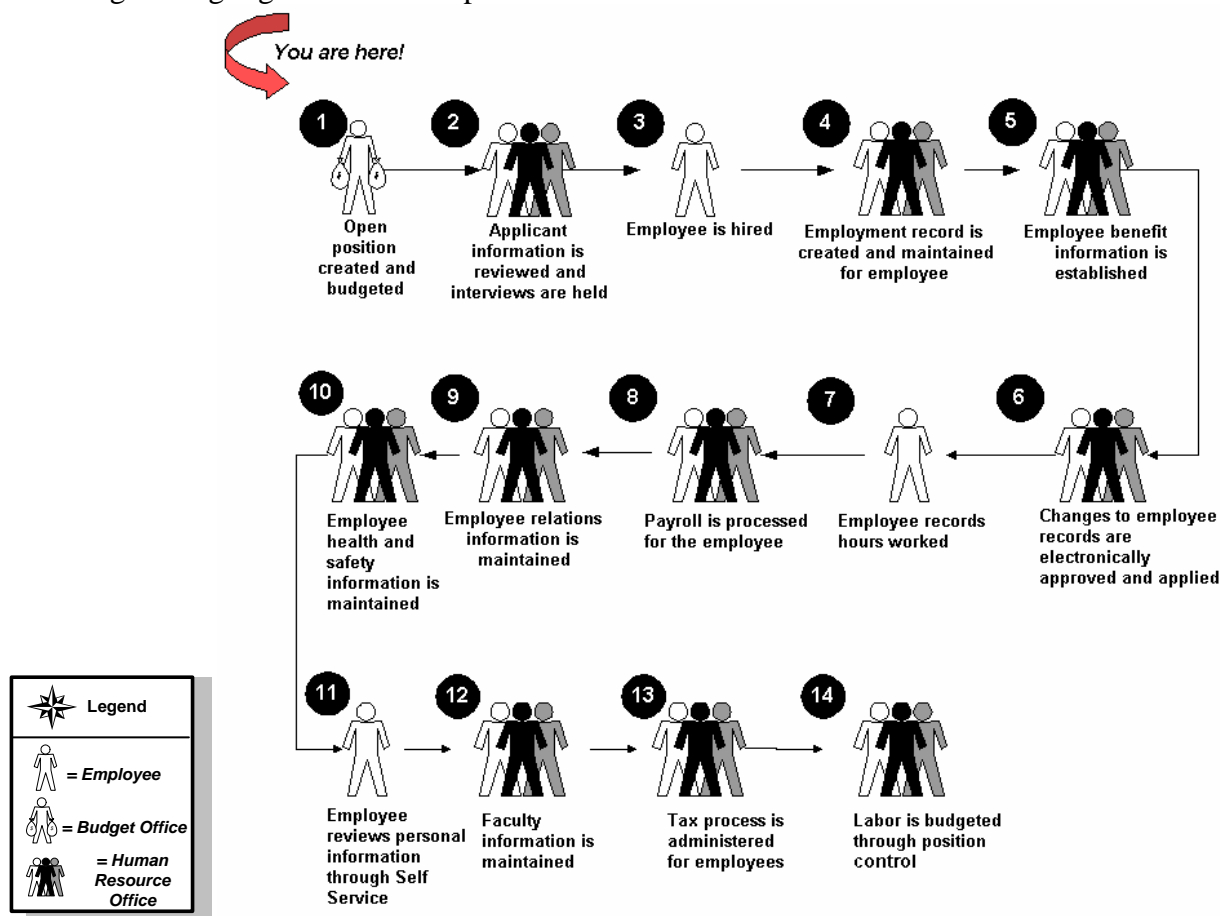 You are here!
1
2
3
4
5
Open
position
created and
budgeted
Applicant
information is
reviewed and
interviews are held
Employee is hired
Employment record is
created and maintained
for employee
Employee benefit
information is
established
10
9
8
7
6
Employee
health and
safety
information is
maintained
Employee relations
information is
maintained
Payroll is processed
for the employee
Employee records
hours worked
Changes to employee
records are
electronically
approved and applied
11
12
13
14
Employee
reviews personal
information
through Self
Service
Faculty
information is
maintained
Tax process is
administered
for employees
Labor is budgeted
through position
control
Legend
= Employee
= Budget Office
= Human
Resource
Office